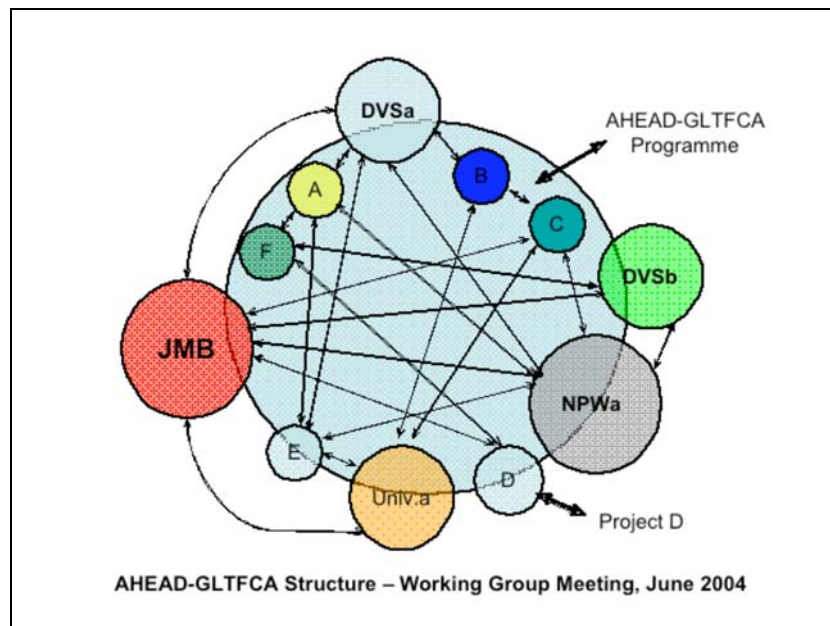 DVSa
AHEAD-GLTFCA
Programme
B
A
C
F
DVSb
JMB
NPWa
E
D
Univ.a
Project D
AHEAD-GLTFCA Structure – Working Group Meeting, June 2004